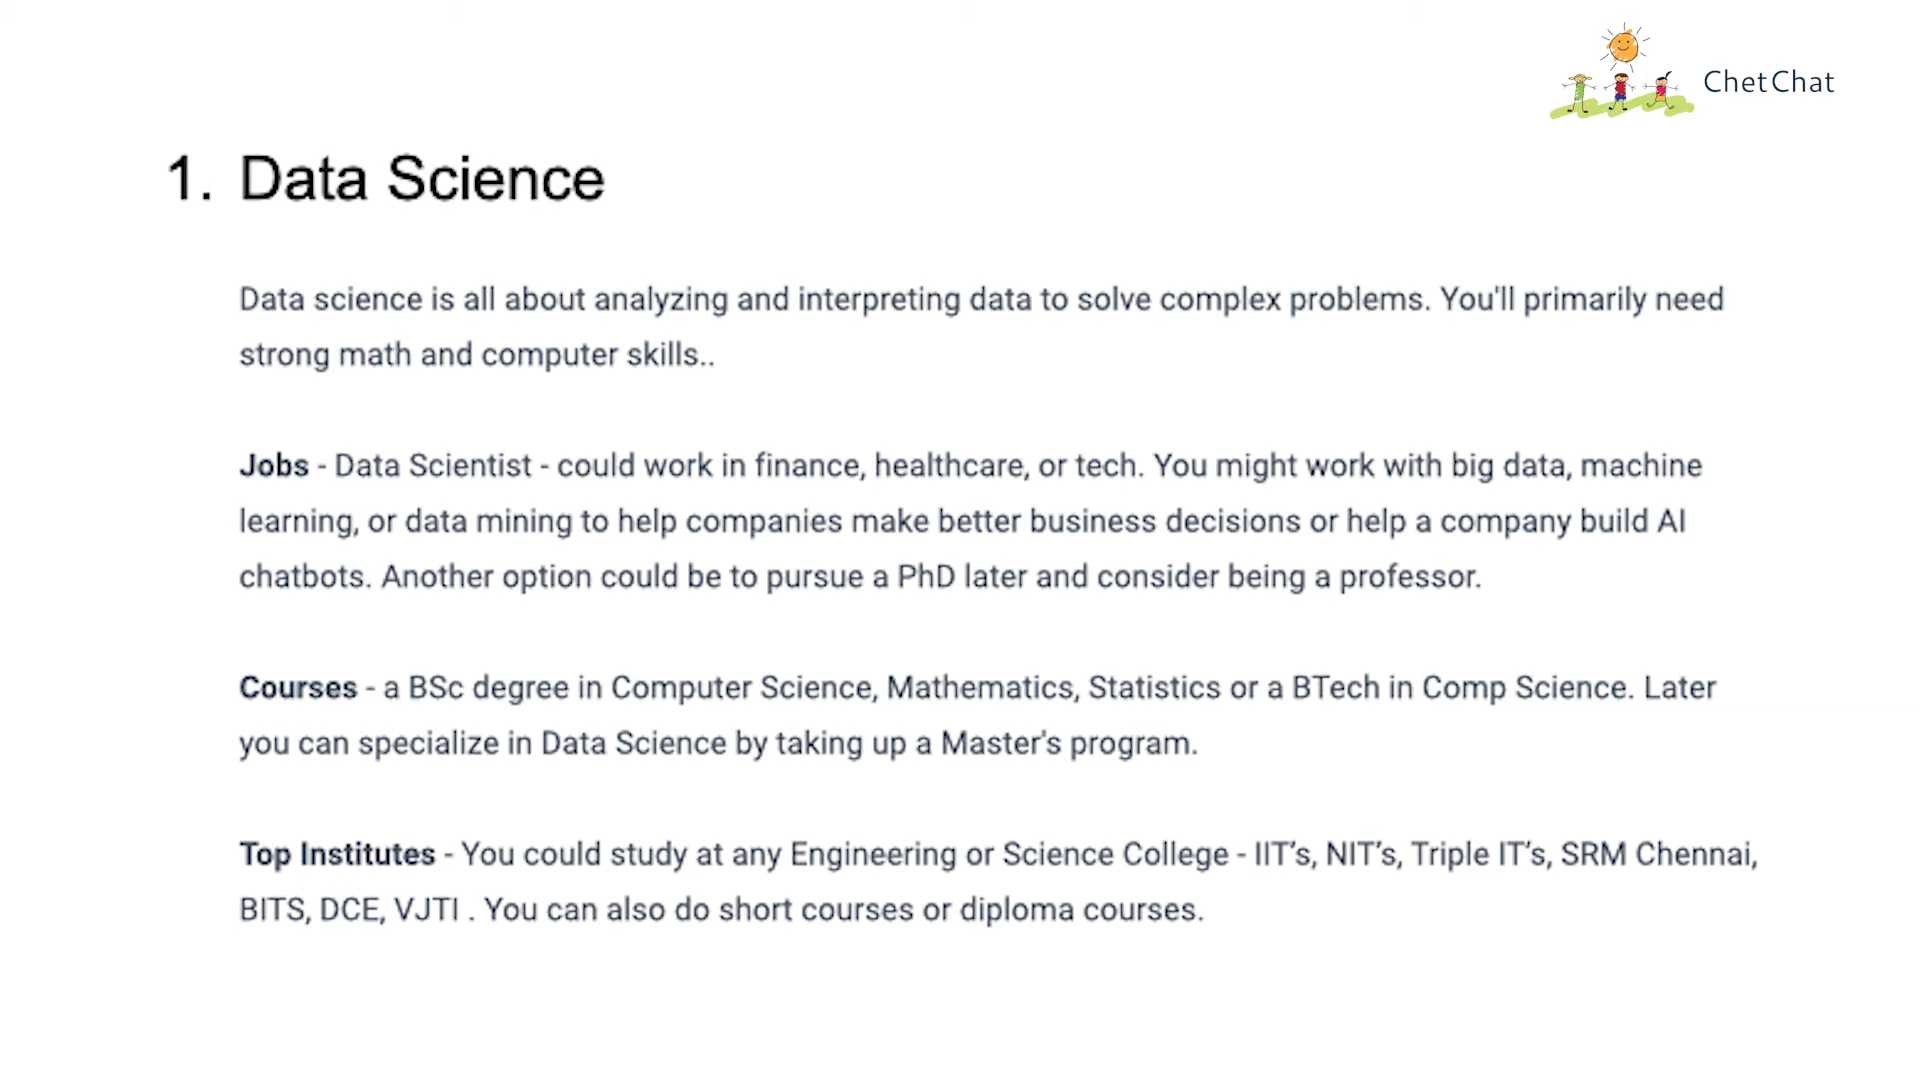 ChetChat
1. Data Science
Data science is all about analyzing and interpreting data to solve complex problems. You'll primarily need
strong math and computer skills..
Jobs - Data Scientist - could work in finance, healthcare, or tech. You might work with big data, machine
learning, or data mining to help companies make better business decisions or help a company build AI
chatbots. Another option could be to pursue a PhD later and consider being a professor.
Courses - a BSc degree in Computer Science, Mathematics, Statistics or a BTech in Comp Science. Later
you can specialize in Data Science by taking up a Master's program.
Top Institutes - You could study at any Engineering or Science College - IIT’s, NIT’s, Triple IT’s, SRM Chennai,
BITS, DCE, VJTI . You can also do short courses or diploma courses.